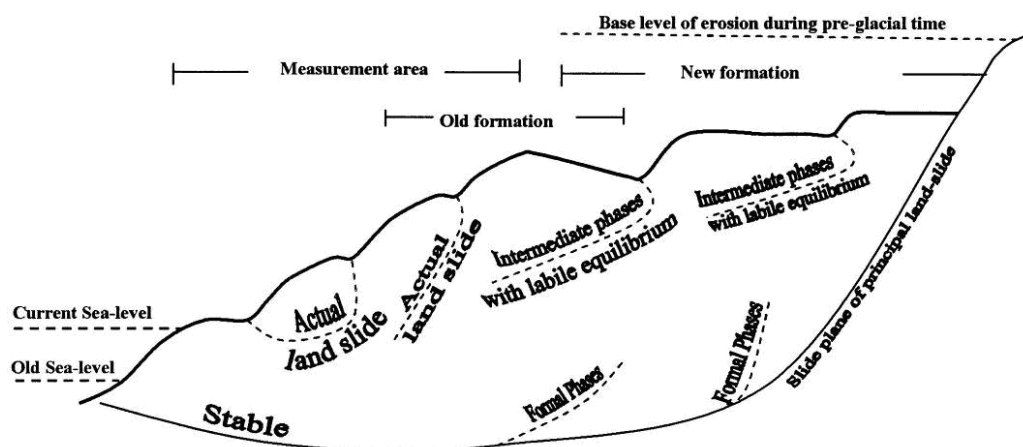 Base level of erosion during pre-glacial time
Measurement area
New formation
Old formation
Intermediate phases
with labile equilibrium
Intermediate phases
with labile equilibrium
Actual
land slide
Actual
land slide
Slide plane of principal land-slide
Current Sea-level
Old Sea-level
Formal Phases
Formal Phases
Stable